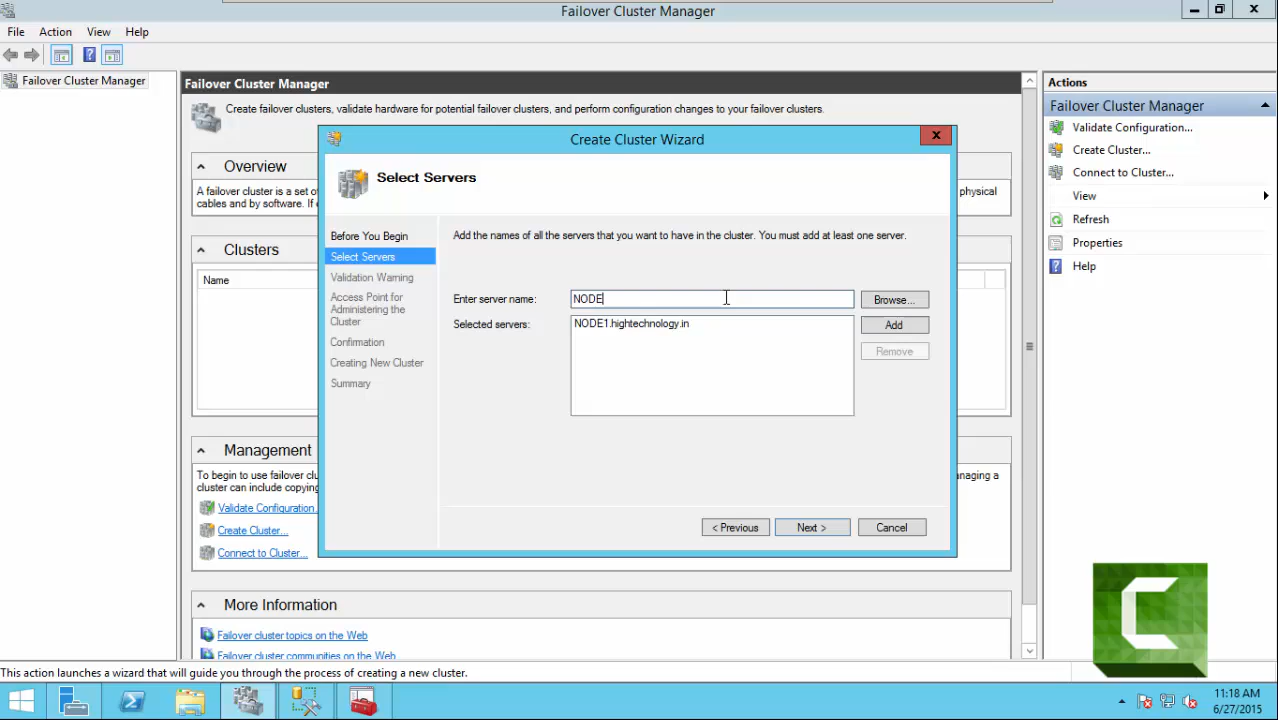 Failover Cluster Manager
File Action View Help
Failover Cluster Manager
Failover Cluster Manager
Create failover clusters, validate hardware for potential failover clusters, and perform configuration changes to your failover clusters.
Overview
A failover cluster is a set of
physical
cables and by software. If
Clusters
Name
Management
To begin to use failover clu
naging a
cluster can include copying
Validate Configuration...
Create Cluster...
Connect to Cluster...
More Information
Failover cluster topics on the Web
Failover cluster communities on the Web
Create Cluster Wizard
X
Select Servers
Before You Begin
Select Servers
Validation Warning
Access Point for
Administering the
Cluster
Confirmation
Creating New Cluster
Summary
Add the names of all the servers that you want to have in the cluster. You must add at least one server.
Enter server name:
NODE
Browse...
Selected servers:
NODE1.hightechnology.in
Add
Remove
< Previous
Next >
Cancel
Actions
Failover Cluster Manager
Validate Configuration...
Create Cluster...
Connect to Cluster...
View
Refresh
Properties
Help
This action launches a wizard that will guide you through the process of creating a new cluster.
11:18 AM
6/27/2015